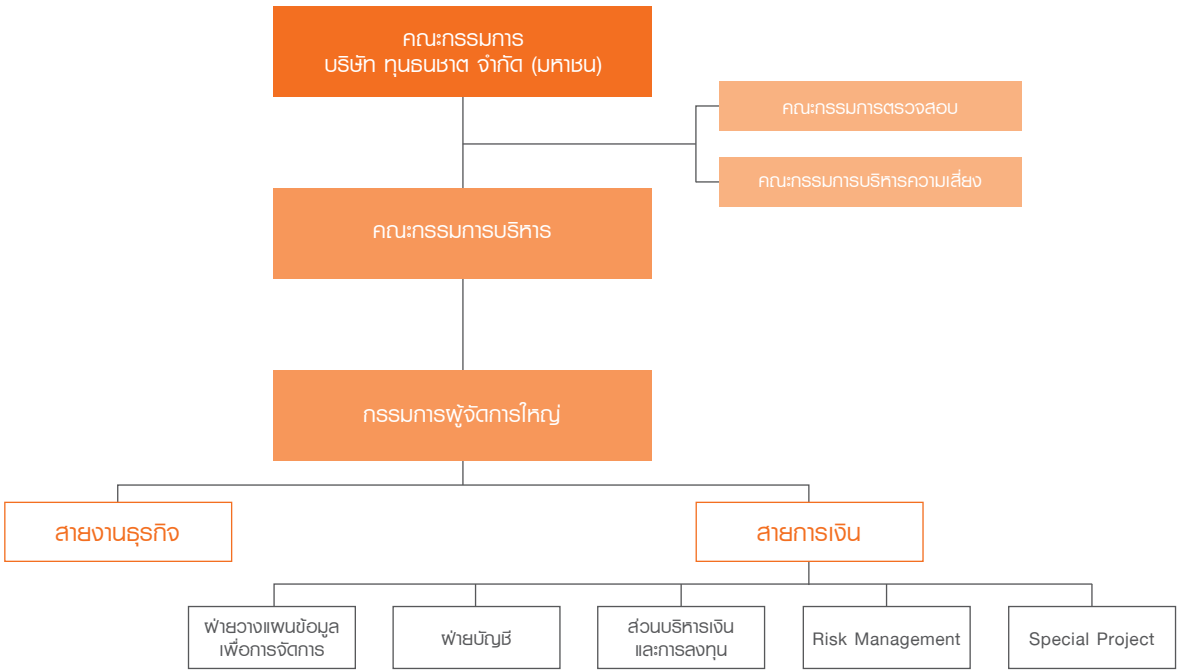 คณะกรรมการ
บริษัท ทุนธนชาต จำกัด (มหาชน)
คณะกรรมการตรวจสอบ
คณะกรรมการบริหารความเสี่ยง
คณะกรรมการบริหาร
กรรมการผู้จัดการใหญ่
สายงานธุรกิจ
สายการเงิน
ฝ่ายวางแผนข้อมูล
เพื่อการจัดการ
ฝ่ายบัญชี
ส่วนบริหารเงิน
และการลงทุน
Risk Management
Special Project